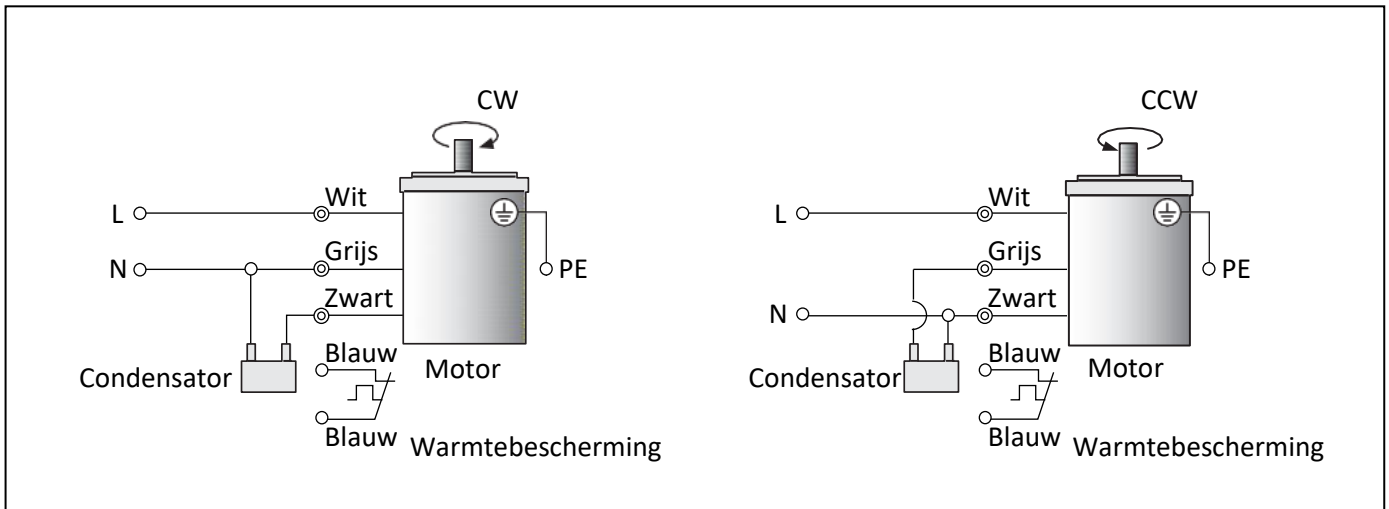 CW
Wit
L
Grijs
N
PE
Zwart
Blauw
Condensator
Motor
Blauw
Warmtebescherming
CCW
Wit
L
Grijs
PE
Zwart
N
Blauw
Condensator
Motor
Blauw
Warmtebescherming